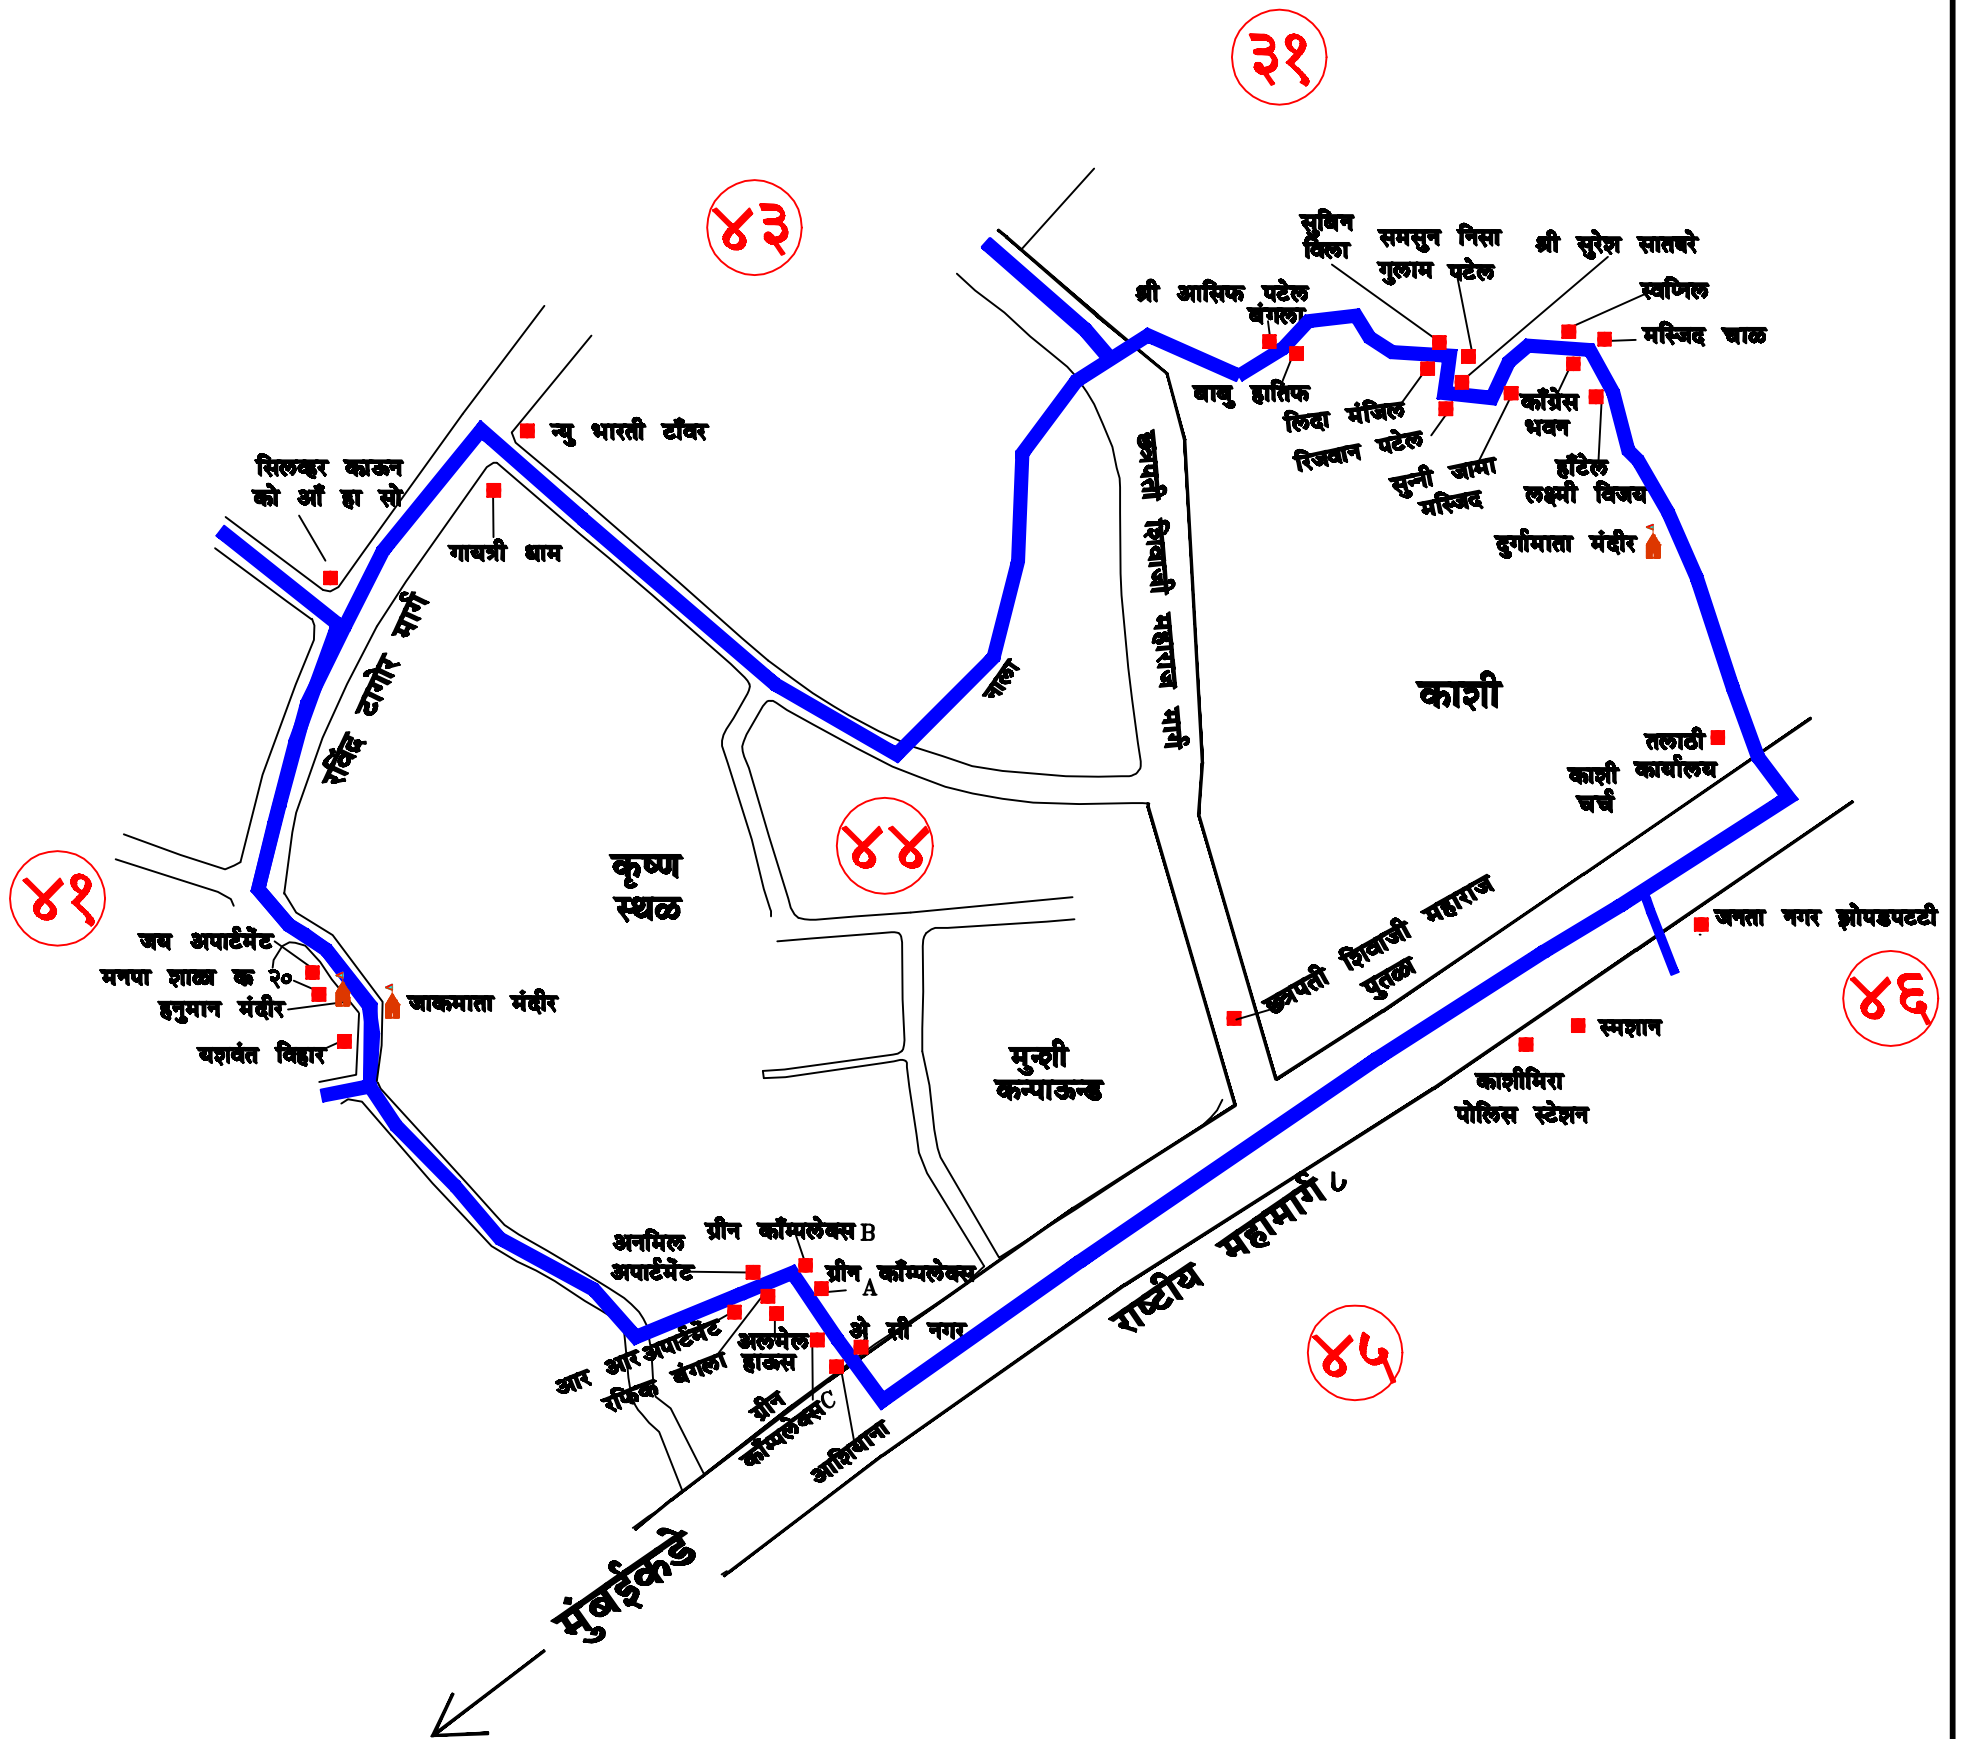 ३१
४३
सुबिन
विला
समसुन निसा
गुलाम पटेल
श्री सुरेश सातघरे
स्वप्निल
मस्जिद चाळ
श्री आसिफ पटेल
बंगला
बाबु हातिफ
लिदा मंजिल
रिजवान पटेल
सुन्नी जामा
मस्जिद
काँग्रेस
भवन
हॉटेल
लक्ष्मी विजय
दुर्गामाता मंदीर
न्यु भारती टॉवर
सिलव्हर क्राऊन
को ऑ हा सो
गायत्री धाम
रविंद्र टागोर मार्ग
नाला
छत्रपती शिवाजी महाराज मार्ग
काशी
तलाठी
कार्यालय
काशी
चर्च
कृष्ण
स्थळ
४४
४१
जय अपार्टमेंट
मनपा शाळा क्र २०
हनुमान मंदीर
जाकमाता मंदीर
यशवंत विहार
छत्रपती शिवाजी महाराज
पुतळा
जनता नगर झोपडपटटी
४६
स्मशान
काशीमिरा
पोलिस स्टेशन
मुन्शी
कन्पाऊन्ड
राष्टीय महामार्ग ८
अनमिल
अपार्टमेंट
ग्रीन कॉम्पलेक्स B
ग्रीन कॉम्पलेक्स
A
अे सी नगर
आर आर अपार्टमेंट
रफिक बंगला
अलमेल
हाऊस
ग्रीन
कॉम्पलेक्स C
आशियाना
४५
मुंबईकडे